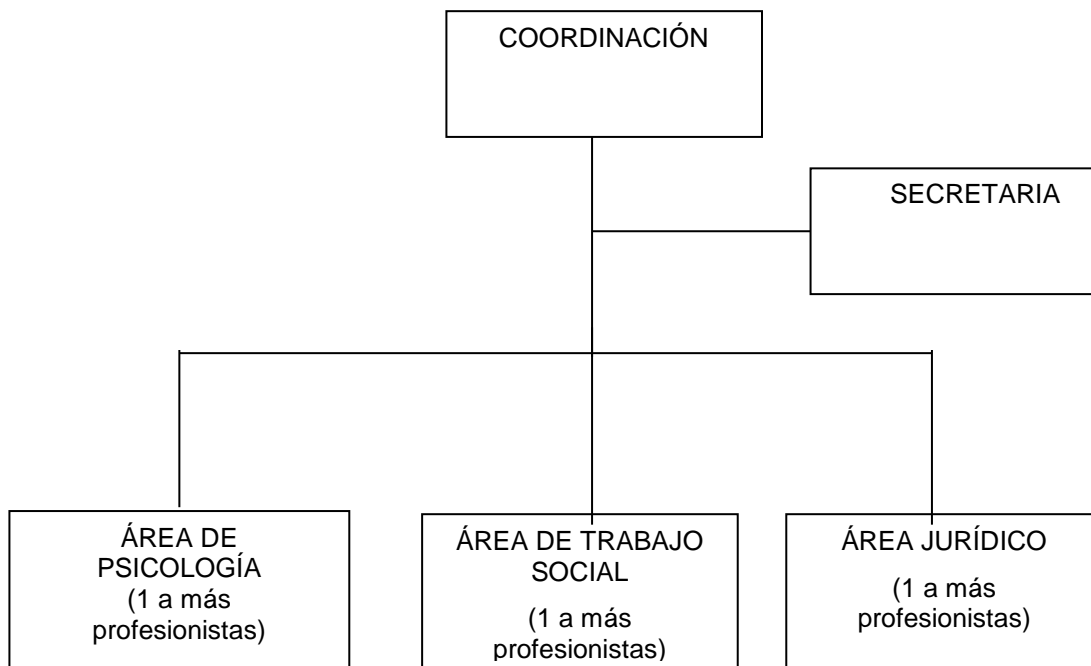 COORDINACIÓN
SECRETARIA
ÁREA DE
PSICOLOGÍA
(1 a más
profesionistas)
ÁREA DE TRABAJO
SOCIAL
(1 a más
profesionistas)
ÁREA JURÍDICO
(1 a más
profesionistas)